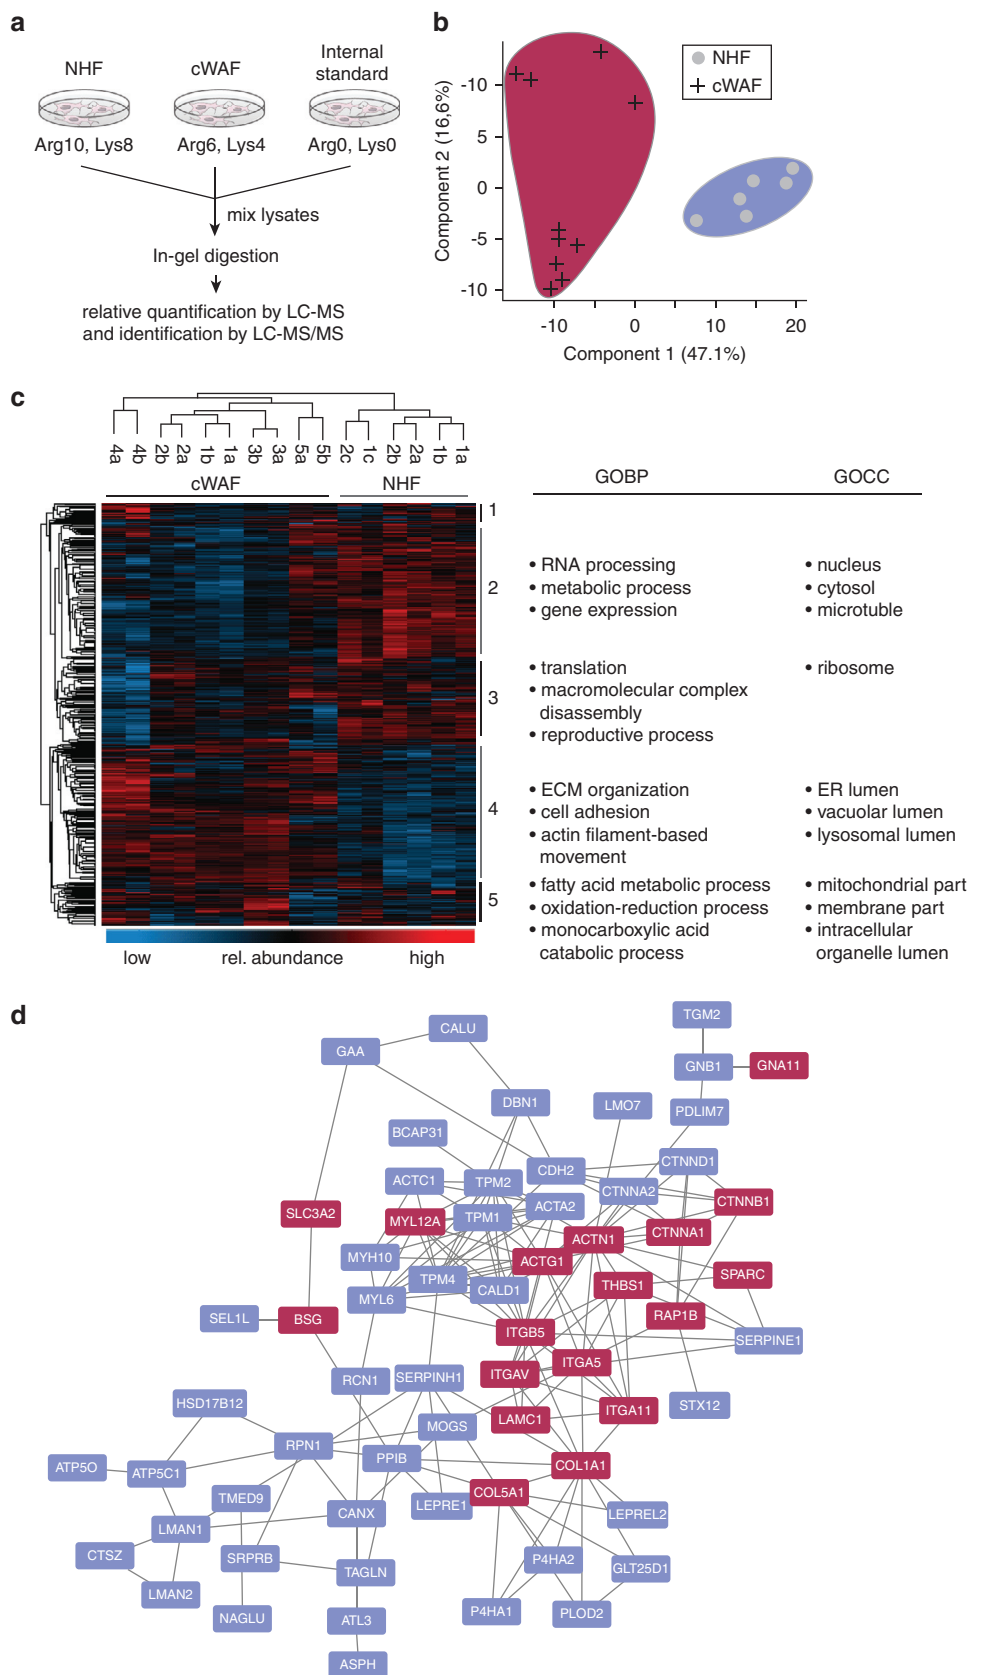 a
NHF
cWAF
Internal
standard
Arg10, Lys8
Arg6, Lys4
Arg0, Lys0
mix lysates
In-gel digestion
relative quantification by LC-MS
and identification by LC-MS/MS
b
Component 2 (16,6%)
-10
5
0
-5
-10
-10
0
10
20
Component 1 (47.1%)
NHF
cWAF
c
4a 4b 2b 2a 1b 1a 3b 3a 5a 5b 2c 1c 2b 2a 1b 1a
cWAF
NHF
1
2
3
4
5
low
rel. abundance
high
GOBP
GOCC
• RNA processing
• metabolic process
• gene expression
• nucleus
• cytosol
• microtuble
• translation
• macromolecular complex
disassembly
• reproductive process
• ribosome
• ECM organization
• cell adhesion
• actin filament-based
movement
• ER lumen
• vacuolar lumen
• lysosomal lumen
• fatty acid metabolic process
• oxidation-reduction process
• monocarboxylic acid
catabolic process
• mitochondrial part
• membrane part
• intracellular
organelle lumen
d
TGM2
CALU
GAA
GNB1
GNA11
DBN1
LMO7
PDLIM7
BCAP31
CTNND1
CDH2
ACTC1
TPM2
CTNNA2
CTNNB1
ACTA2
SLC3A2
MYL12A
TPM1
CTNNA1
ACTN1
MYH10
ACTG1
SPARC
TPM4
CALD1
THBS1
MYL6
SEL1L
BSG
RAP1B
ITGB5
SERPINE1
ITGA5
ITGAV
RCN1
SERPINH1
HSD17B12
STX12
ITGA11
LAMC1
MOGS
RPN1
PPIB
ATP5O
ATP5C1
COL1A1
COL5A1
TMED9
LEPRE1
CANX
LEPREL2
LMAN1
CTSZ
SRPRB
P4HA2
GLT25D1
TAGLN
LMAN2
P4HA1
PLOD2
NAGLU
ATL3
ASPH